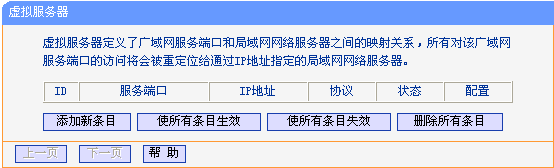 虚拟服务器
虚拟服务器定义了广域网服务端口和局域网网络服务器之间的映射关系，所有对该广域网
服务端口的访问将会被重定位给通过IP地址指定的局域网网络服务器。
ID 服务端口 IP地址 协议 状态 配置
添加新条目 使所有条目生效 使所有条目失效 删除所有条目
上一页 下一页 帮 助